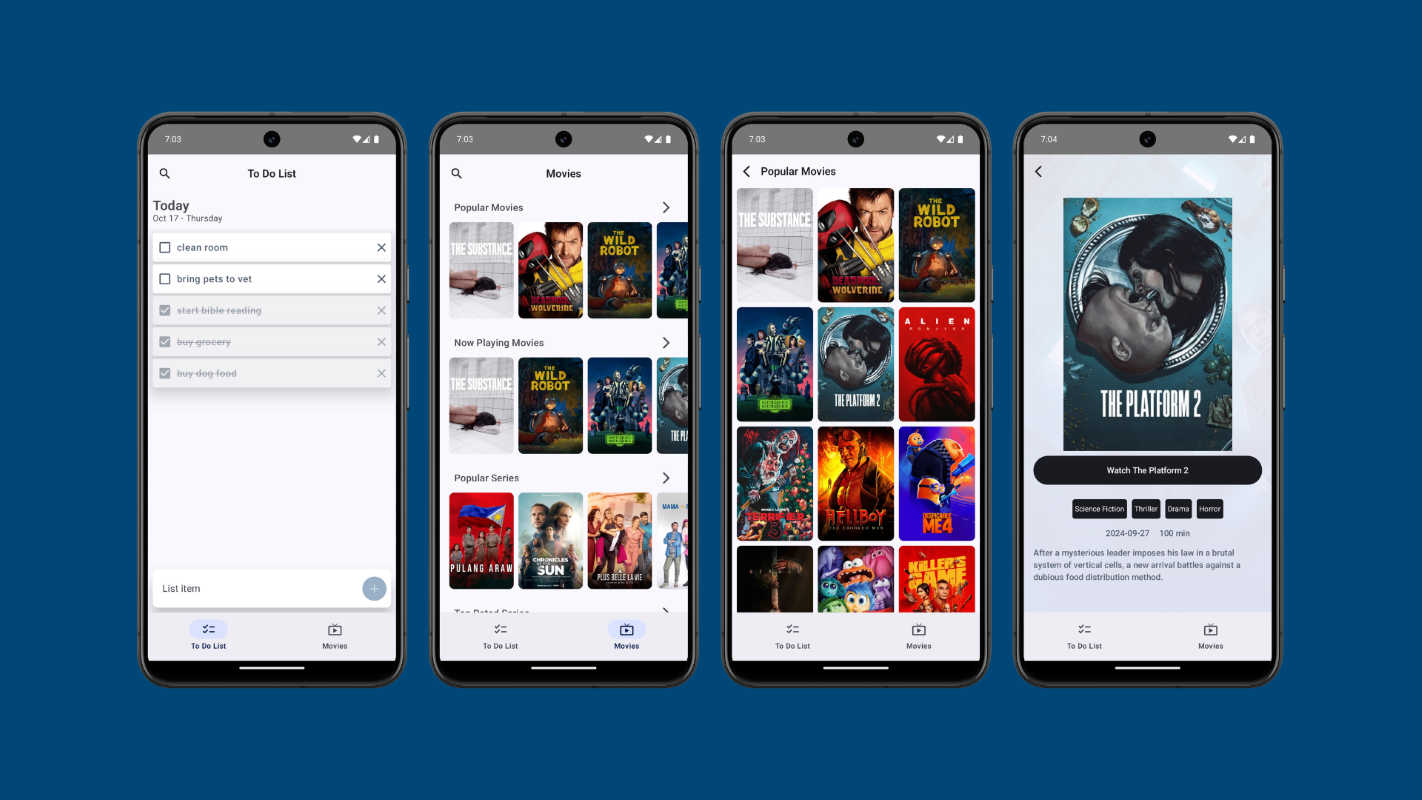 7:03
To Do List
Today
Oct 17 - Thursday
clean room
bring pets to vet
start bible reading
buy grocery
buy dog food
List item
To Do List
Movies
7:03
Movies
Popular Movies
THE SUBSTANCE
DEADPOOL
WOLVERINE
THE
WILD
ROBOT
Now Playing Movies
THE SUBSTANCE
THE
WILD
ROBOT
THE PL
Popular Series
PULANG ARAW
CHRONICLES
SUN
PLUS BELLE LA VIE
MAMA
Top Rated Series
To Do List
Movies
7:03
Popular Movies
THE SUBSTANCE
DEADPOOL
WOLVERINE
THE
WILD
ROBOT
THE PLATFORM 2
ALIEN
ROMULUS
TERRIFIER
HELLBOY
THE CROOKED MAN
DESPICABLE
ME4
KILLER'S
GAME
To Do List
Movies
7:04
THE PLATFORM 2
Watch The Platform 2
Science Fiction
Thriller
Drama
Horror
2024-09-27
100 min
After a mysterious leader imposes his law in a brutal
system of vertical cells, a new arrival battles against a
dubious food distribution method.
To Do List
Movies